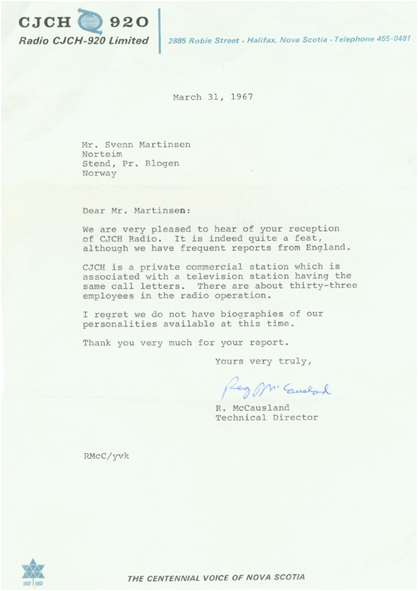 CJCH 920
Radio CJCH-920 Limited
2885 Robie Street - Halifax, Nova Scotia - Telephone 455-0481
March 31, 1967
Mr. Svenn Martinsen
Norteim
Stend, Pr. Blogen
Norway
Dear Mr. Martinsen:
We are very pleased to hear of your reception
of CJCH Radio. It is indeed quite a feat,
although we have frequent reports from England.
CJCH is a private commercial station which is
associated with a television station having the
same call letters. There are about thirty-three
employees in the radio operation.
I regret we do not have biographies of our
personalities available at this time.
Thank you very much for your report.
Yours very truly,
Reg McCausland
R. McCausland
Technical Director
RMcC/yvk
1867 1967
THE CENTENNIAL VOICE OF NOVA SCOTIA